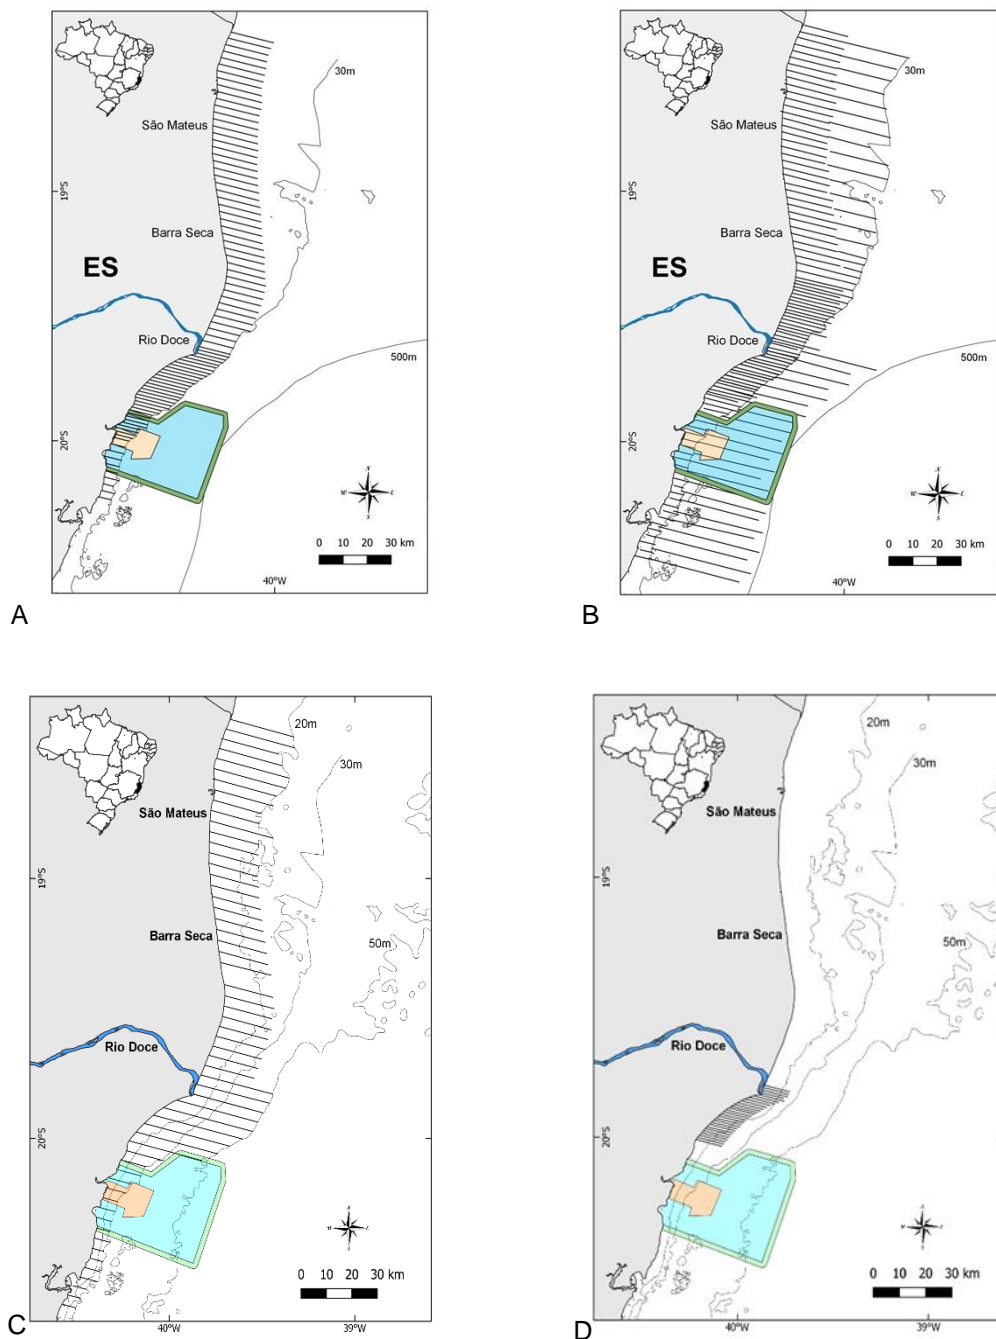 30m
São Mateus
19°S
Barra Seca
ES
Rio Doce
500m
20°S
N
W
L
S
0 10 20 30 km
40°W
A
30m
São Mateus
19°S
Barra Seca
ES
Rio Doce
500m
20°S
N
W
L
S
0 10 20 30 km
40°W
B
20m
30m
São Mateus
19°S
Barra Seca
50m
Rio Doce
20°S
0 10 20 30 km
40°W
39°W
C
20m
30m
São Mateus
19°S
Barra Seca
50m
Rio Doce
20°S
0 10 20 30 km
40°W
39°W
D